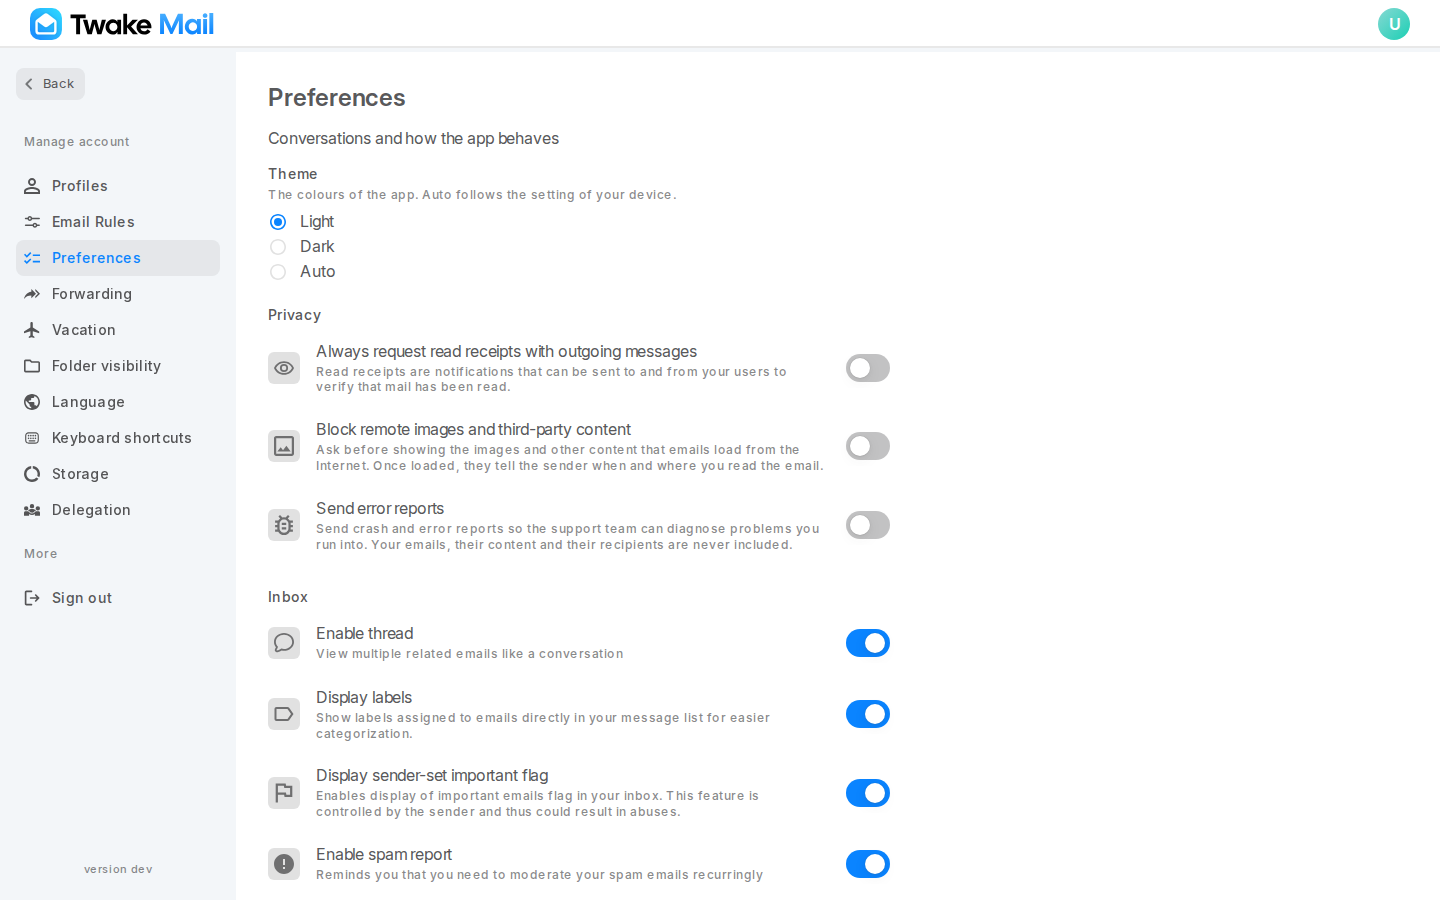 Twake Mail
U
Back
Manage account
Profiles
Email Rules
Preferences
Forwarding
Vacation
Folder visibility
Language
Keyboard shortcuts
Storage
Delegation
More
Sign out
version dev
Preferences
Conversations and how the app behaves
Theme
The colours of the app. Auto follows the setting of your device.
Light
Dark
Auto
Privacy
Always request read receipts with outgoing messages
Read receipts are notifications that can be sent to and from your users to
verify that mail has been read.
Block remote images and third-party content
Ask before showing the images and other content that emails load from the
Internet. Once loaded, they tell the sender when and where you read the email.
Send error reports
Send crash and error reports so the support team can diagnose problems you
run into. Your emails, their content and their recipients are never included.
Inbox
Enable thread
View multiple related emails like a conversation
Display labels
Show labels assigned to emails directly in your message list for easier
categorization.
Display sender-set important flag
Enables display of important emails flag in your inbox. This feature is
controlled by the sender and thus could result in abuses.
Enable spam report
Reminds you that you need to moderate your spam emails recurringly